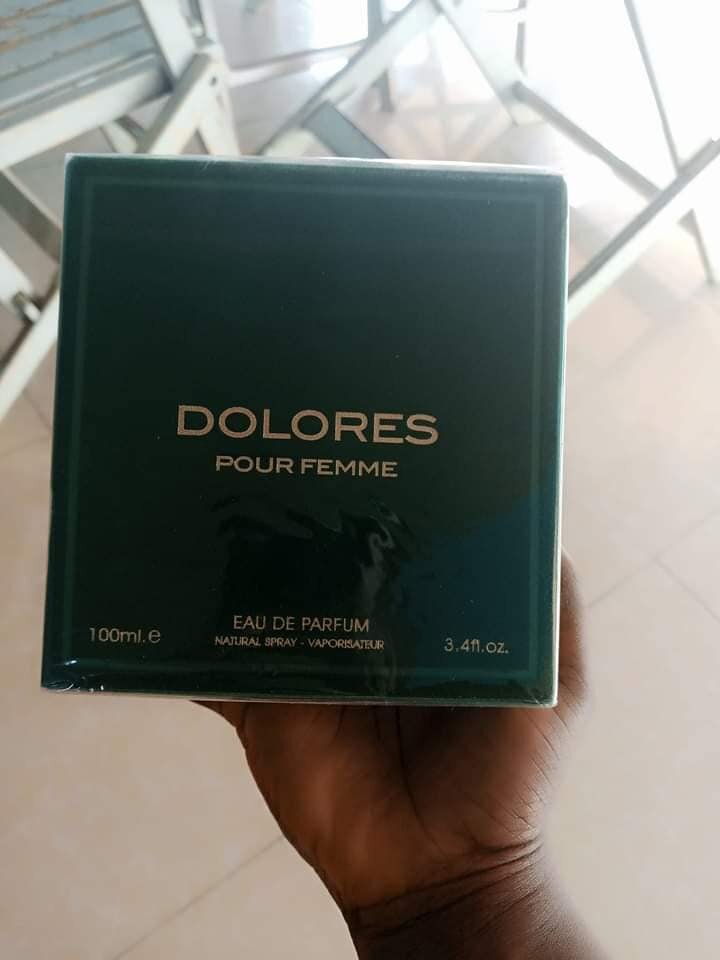 DOLORES
POUR FEMME
EAU DE PARFUM
100ml.e
NATURAL SPRAY - VAPORISATEUR
3.4fl.oz.